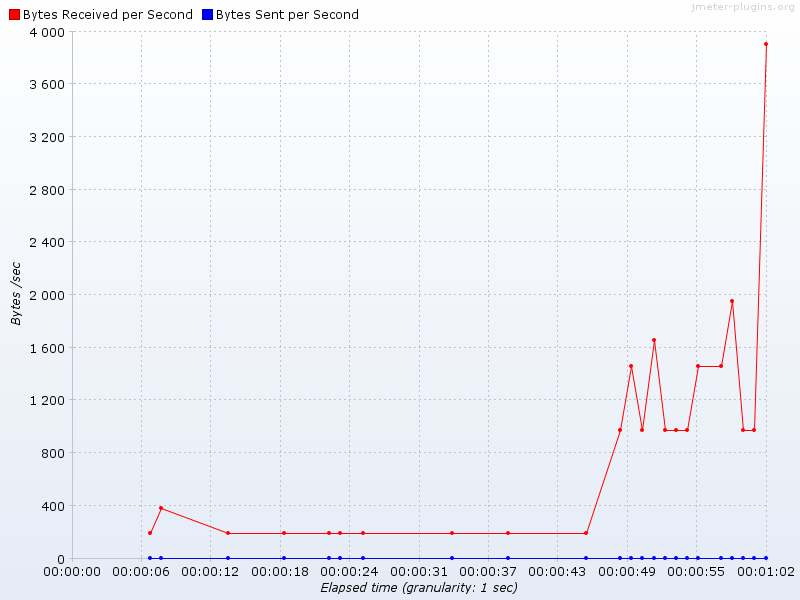 jmeter-plugins.org
Bytes Received per Second Bytes Sent per Second
4 000
3 600
3 200
2 800
2 400
2 000
1 600
1 200
800
400
0
Bytes /sec
00:00:00 00:00:06 00:00:12 00:00:18 00:00:24 00:00:31 00:00:37 00:00:43 00:00:49 00:00:55 00:01:02
Elapsed time (granularity: 1 sec)